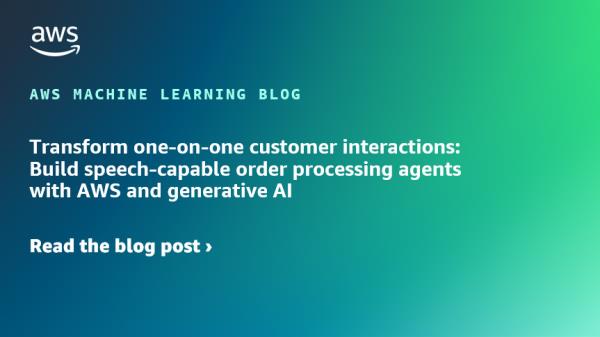 aws
AWS MACHINE LEARNING BLOG
Transform one-on-one customer interactions:
Build speech-capable order processing agents
with AWS and generative AI
Read the blog post ›